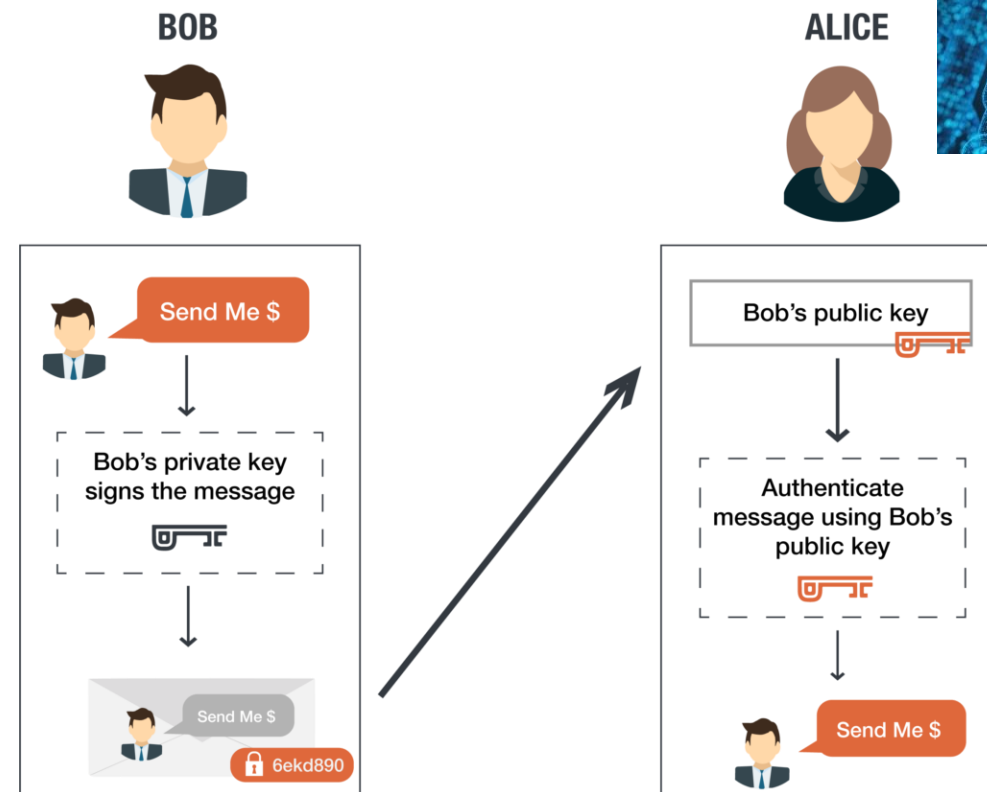 BOB
Send Me $
Bob's private key
signs the message
Send Me $
6ekd890
ALICE
Bob's public key
Authenticate
message using Bob's
public key
Send Me $